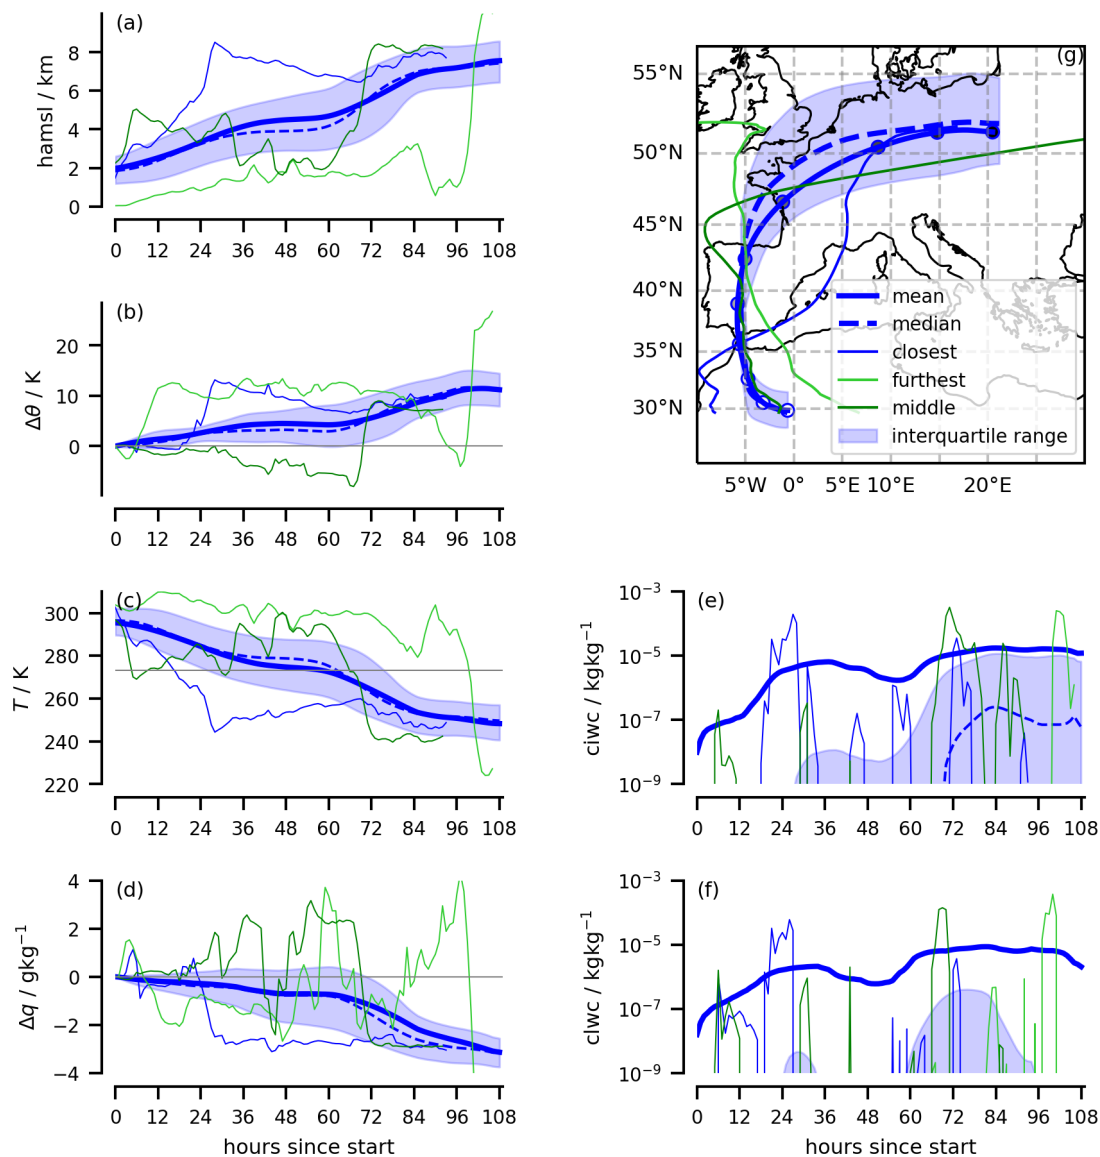 (a)
hamsl / km
8
6
4
2
0
0 12 24 36 48 60 72 84 96 108
(b)
Δθ / K
20
10
0
0 12 24 36 48 60 72 84 96 108
(c)
T / K
300
280
260
240
220
0 12 24 36 48 60 72 84 96 108
(d)
Δq / gkg⁻¹
4
2
0
−2
−4
0 12 24 36 48 60 72 84 96 108
hours since start
(g)
55°N
50°N
45°N
40°N
35°N
30°N
5°W 0° 5°E 10°E 20°E
mean
median
closest
furthest
middle
interquartile range
(e)
ciwc / kgkg⁻¹
10⁻³
10⁻⁵
10⁻⁷
10⁻⁹
0 12 24 36 48 60 72 84 96 108
(f)
clwc / kgkg⁻¹
10⁻³
10⁻⁵
10⁻⁷
10⁻⁹
0 12 24 36 48 60 72 84 96 108
hours since start